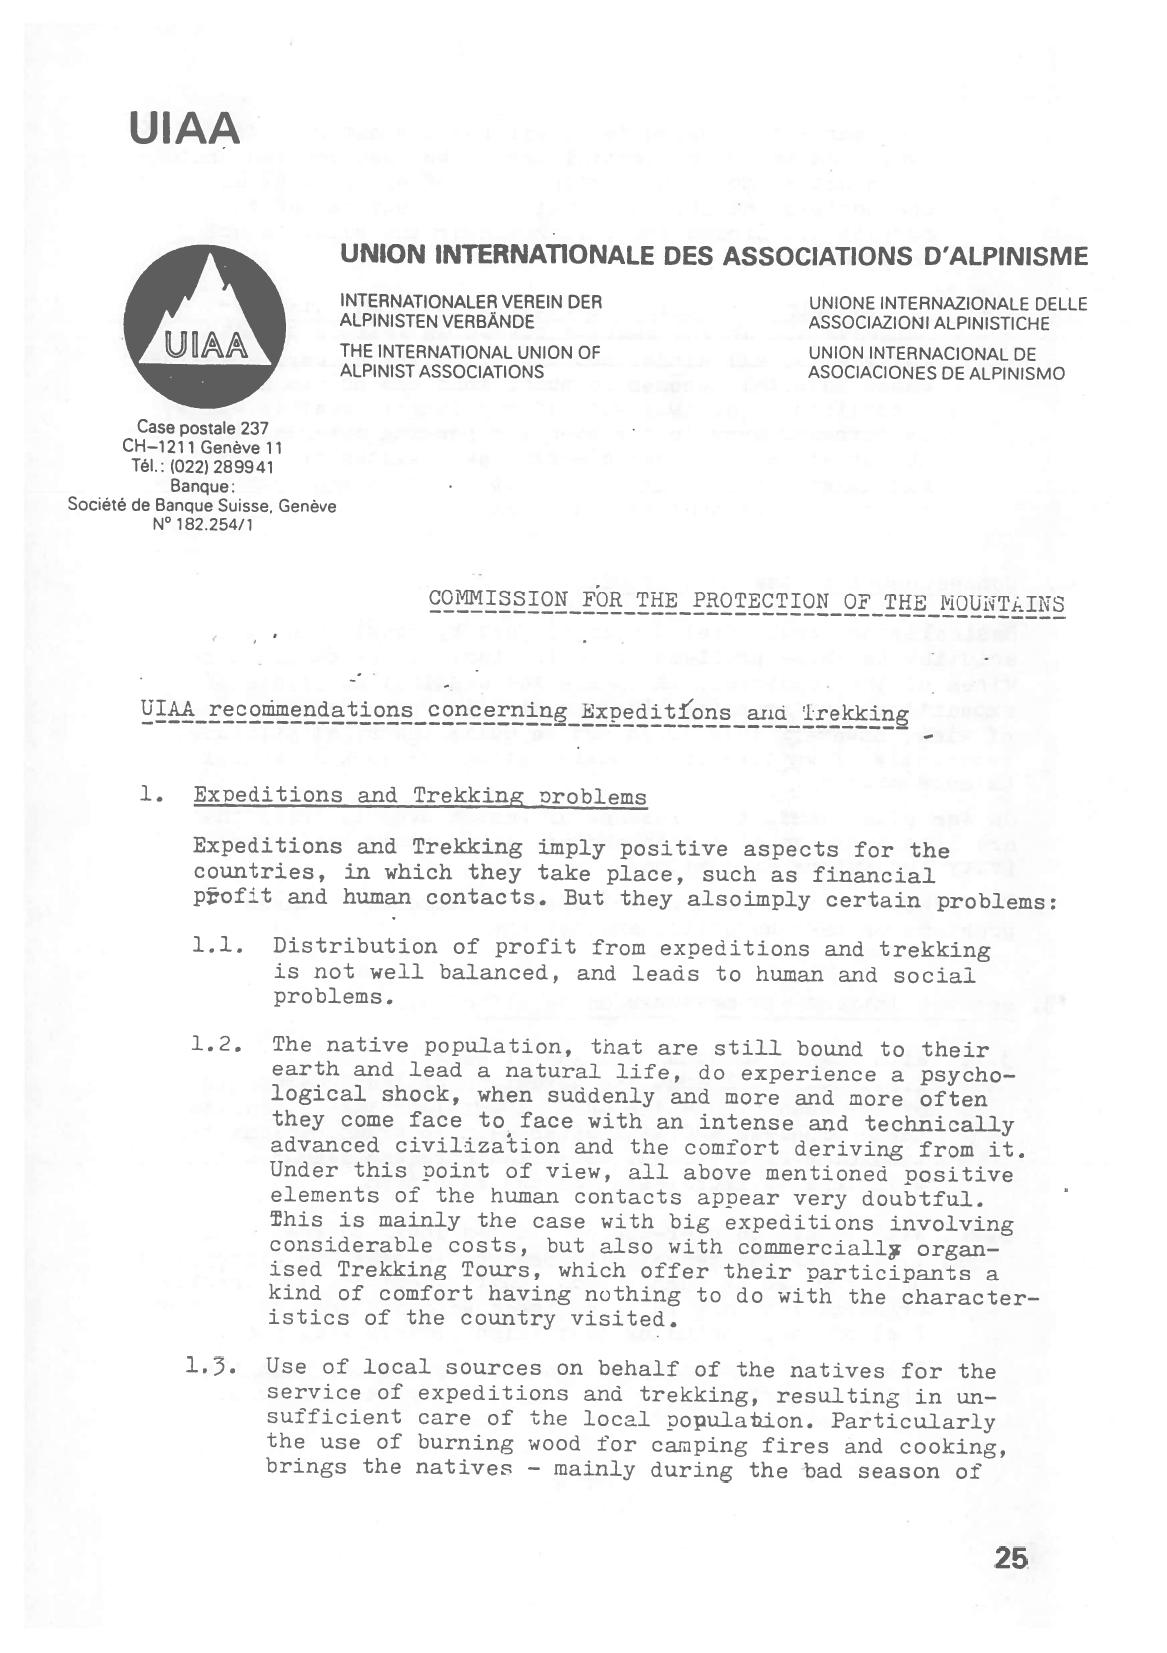 UIAA
UIAA
UNION INTERNATIONALE DES ASSOCIATIONS D'ALPINISME
INTERNATIONALER VEREIN DER
ALPINISTEN VERBÄNDE
THE INTERNATIONAL UNION OF
ALPINIST ASSOCIATIONS
UNIONE INTERNAZIONALE DELLE
ASSOCIAZIONI ALPINISTICHE
UNION INTERNACIONAL DE
ASOCIACIONES DE ALPINISMO
Case postale 237
CH–1211 Genève 11
Tél.: (022) 289941
Banque:
Société de Banque Suisse, Genève
N° 182.254/1
COMMISSION FOR THE PROTECTION OF THE MOUNTAINS
UIAA recommendations concerning Expeditions and Trekking
1. Expeditions and Trekking problems
Expeditions and Trekking imply positive aspects for the
countries, in which they take place, such as financial
profit and human contacts. But they alsoimply certain problems:
1.1. Distribution of profit from expeditions and trekking
is not well balanced, and leads to human and social
problems.
1.2. The native population, that are still bound to their
earth and lead a natural life, do experience a psycho-
logical shock, when suddenly and more and more often
they come face to face with an intense and technically
advanced civilization and the comfort deriving from it.
Under this point of view, all above mentioned positive
elements of the human contacts appear very doubtful.
This is mainly the case with big expeditions involving
considerable costs, but also with commercially organ-
ised Trekking Tours, which offer their participants a
kind of comfort having nothing to do with the character-
istics of the country visited.
1.3. Use of local sources on behalf of the natives for the
service of expeditions and trekking, resulting in un-
sufficient care of the local population. Particularly
the use of burning wood for camping fires and cooking,
brings the natives - mainly during the bad season of
25